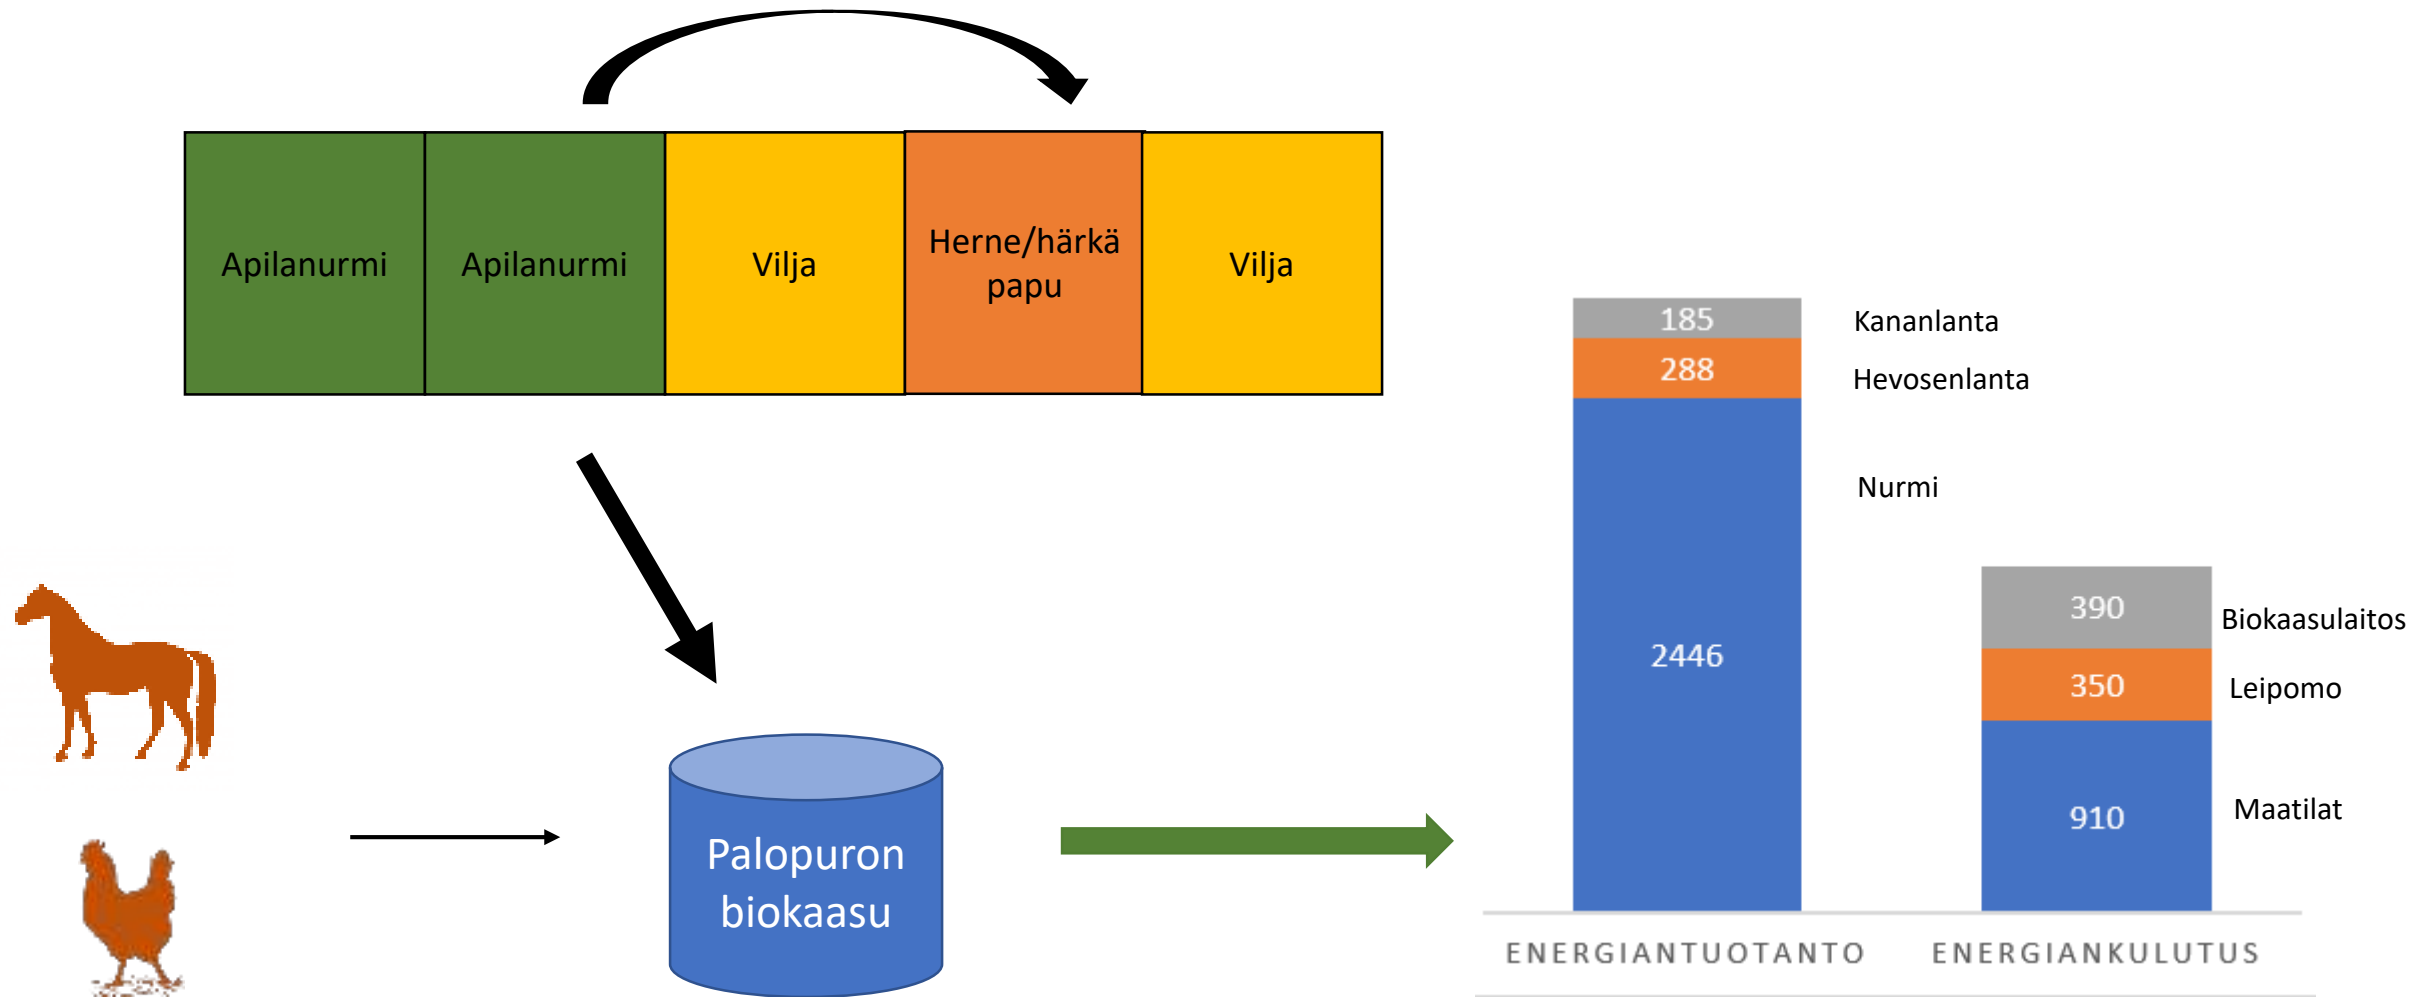 Apilanurmi
Apilanurmi
Vilja
Herne/härkä
papu
Vilja
Palopuron
biokaasu
185
Kananlanta
288
Hevosenlanta
Nurmi
2446
390
Biokaasulaitos
350
Leipomo
910
Maatilat
ENERGIANTUOTANTO
ENERGIANKULUTUS